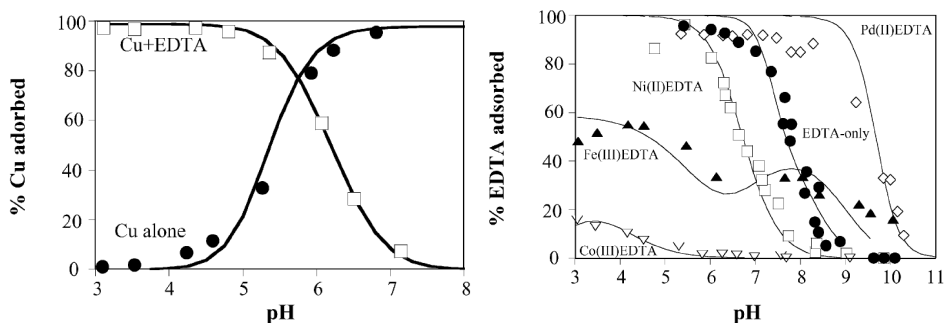 100
80
60
40
20
0
% Cu adorbed
Cu+EDTA
Cu alone
3
4
5
6
7
8
pH
100
80
60
40
20
0
% EDTA adsorbed
Pd(II)EDTA
Ni(II)EDTA
EDTA-only
Fe(III)EDTA
Co(III)EDTA
3
4
5
6
7
8
9
10
11
pH